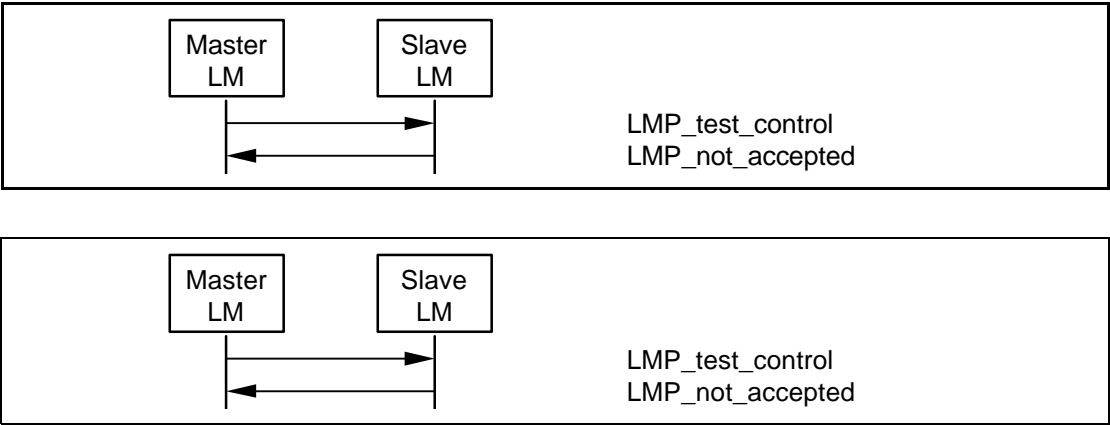 Master
LM
Slave
LM
LMP_test_control
LMP_not_accepted
Master
LM
Slave
LM
LMP_test_control
LMP_not_accepted